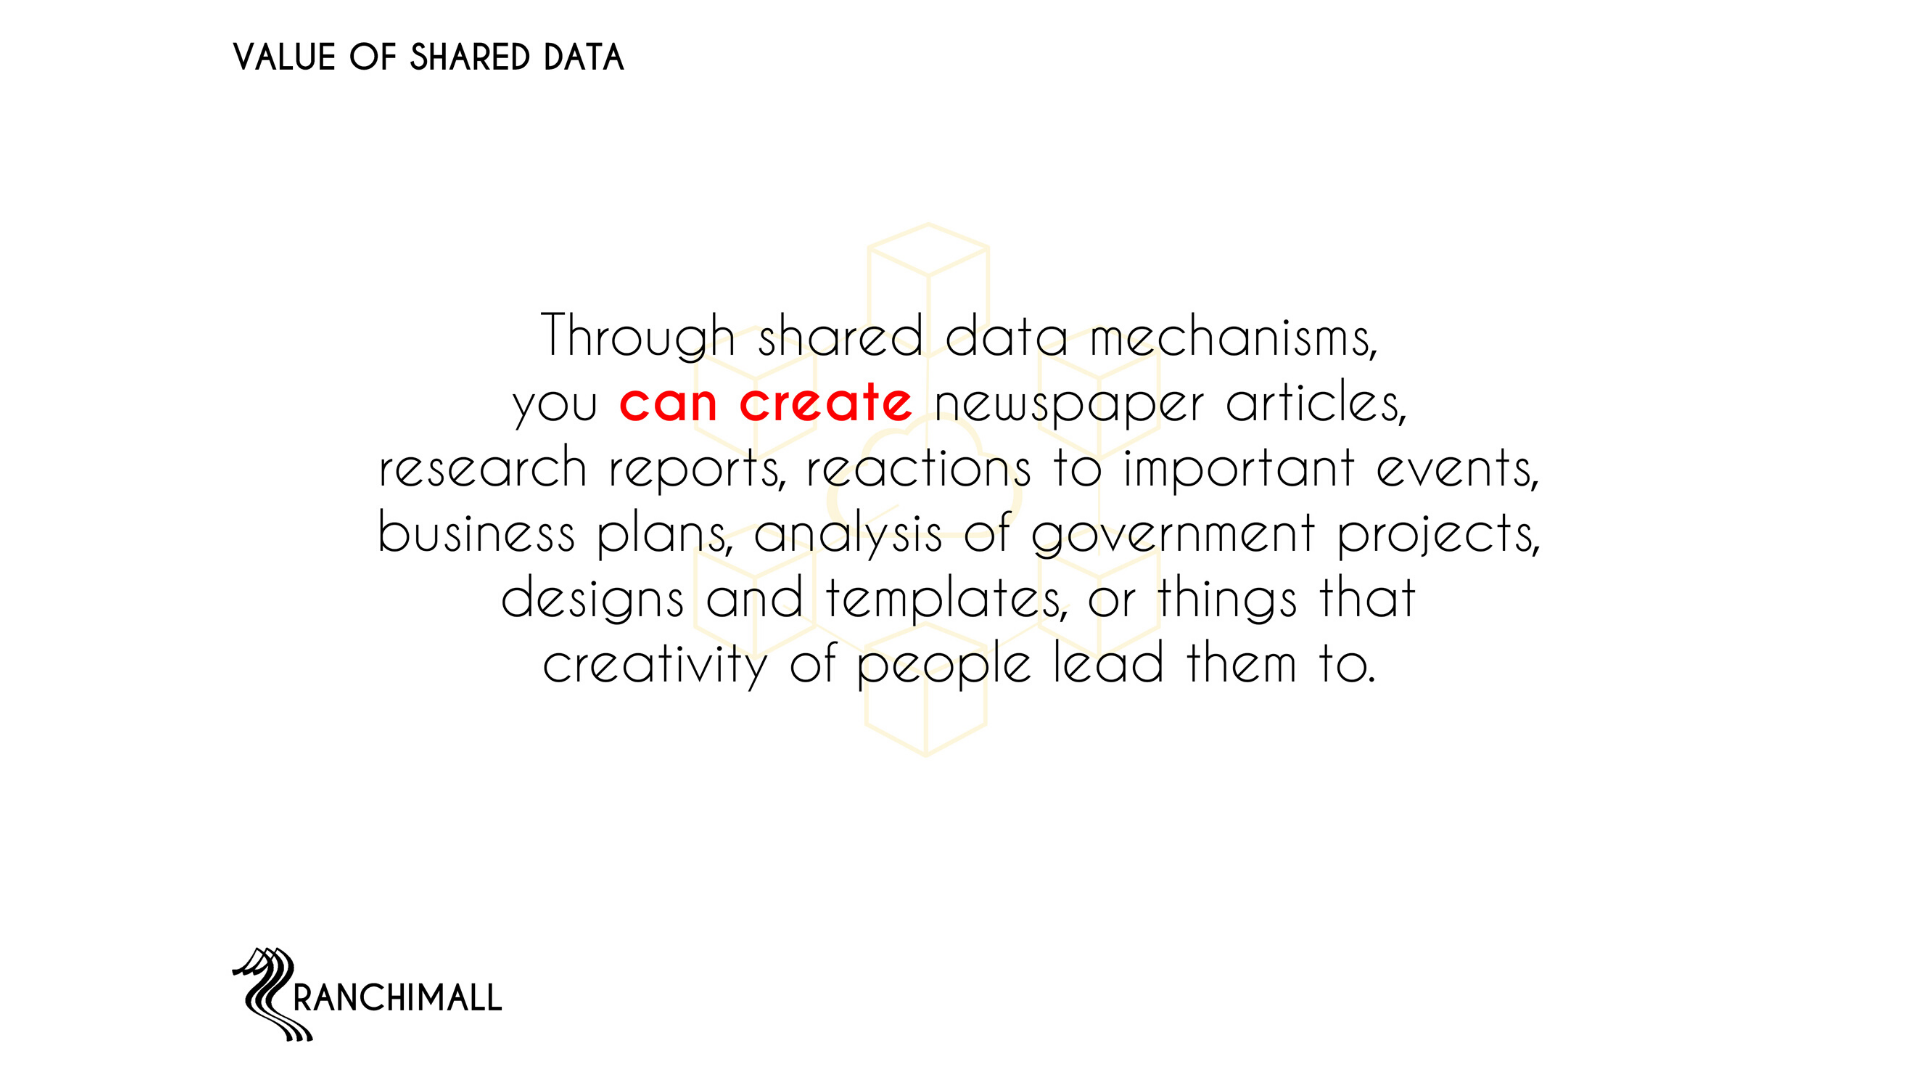 VALUE OF SHARED DATA
Through shared data mechanisms,
you can create newspaper articles,
research reports, reactions to important events,
business plans, analysis of government projects,
designs and templates, or things that
creativity of people lead them to.
RANCHIMALL